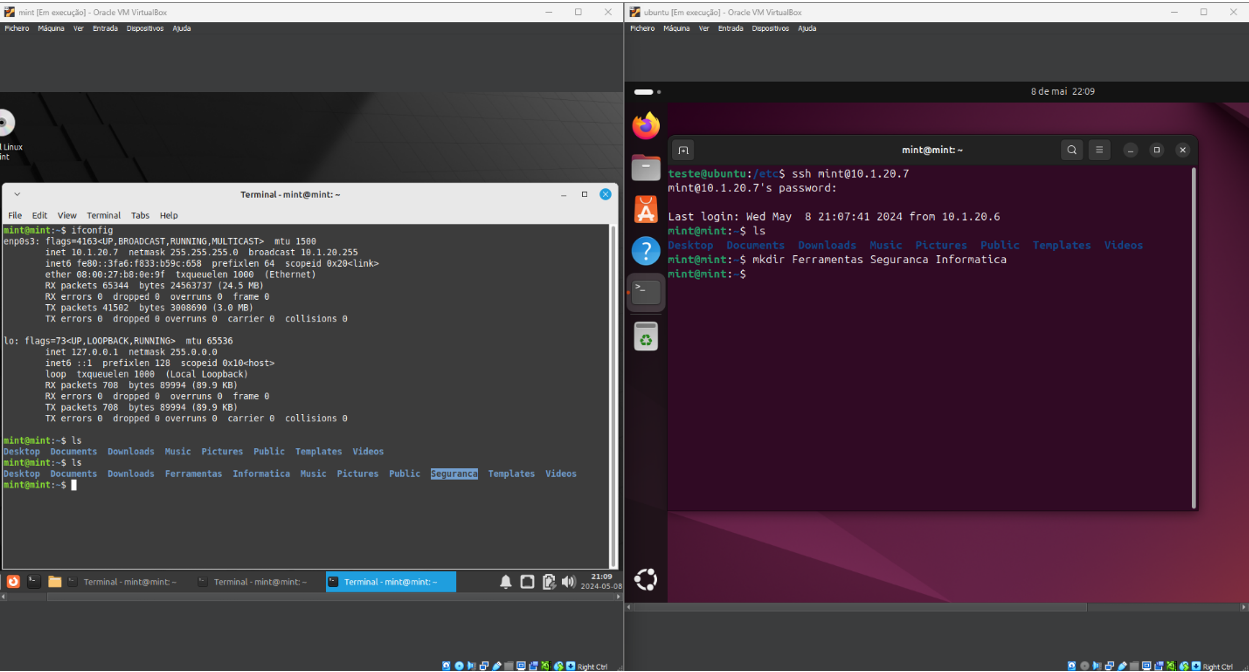 mint [Em execução] - Oracle VM VirtualBox
Ficheiro Máquina Ver Entrada Dispositivos Ajuda
Linux
int
Terminal - mint@mint: ~
File Edit View Terminal Tabs Help
mint@mint:~$ ifconfig
enp0s3: flags=4163<UP,BROADCAST,RUNNING,MULTICAST> mtu 1500
inet 10.1.20.7 netmask 255.255.255.0 broadcast 10.1.20.255
inet6 fe80::3fa6:f833:b59c:658 prefixlen 64 scopeid 0x20<link>
ether 08:00:27:b8:0e:9f txqueuelen 1000 (Ethernet)
RX packets 65344 bytes 24563737 (24.5 MB)
RX errors 0 dropped 0 overruns 0 frame 0
TX packets 41502 bytes 3008690 (3.0 MB)
TX errors 0 dropped 0 overruns 0 carrier 0 collisions 0
lo: flags=73<UP,LOOPBACK,RUNNING> mtu 65536
inet 127.0.0.1 netmask 255.0.0.0
inet6 ::1 prefixlen 128 scopeid 0x10<host>
loop txqueuelen 1000 (Local Loopback)
RX packets 708 bytes 89994 (89.9 KB)
RX errors 0 dropped 0 overruns 0 frame 0
TX packets 708 bytes 89994 (89.9 KB)
TX errors 0 dropped 0 overruns 0 carrier 0 collisions 0
mint@mint:~$ ls
Desktop Documents Downloads Music Pictures Public Templates Videos
mint@mint:~$ ls
Desktop Documents Downloads Ferramentas Informatica Music Pictures Public Seguranca Templates Videos
mint@mint:~$
Terminal - mint@mint: ~ Terminal - mint@mint: ~ Terminal - mint@mint: ~
21:09
2024-05-08
Right Ctrl
ubuntu [Em execução] - Oracle VM VirtualBox
Ficheiro Máquina Ver Entrada Dispositivos Ajuda
8 de mai 22:09
mint@mint: ~
teste@ubuntu:/etc$ ssh mint@10.1.20.7
mint@10.1.20.7's password:
Last login: Wed May 8 21:07:41 2024 from 10.1.20.6
mint@mint:~$ ls
Desktop Documents Downloads Music Pictures Public Templates Videos
mint@mint:~$ mkdir Ferramentas Seguranca Informatica
mint@mint:~$
Right Ctrl